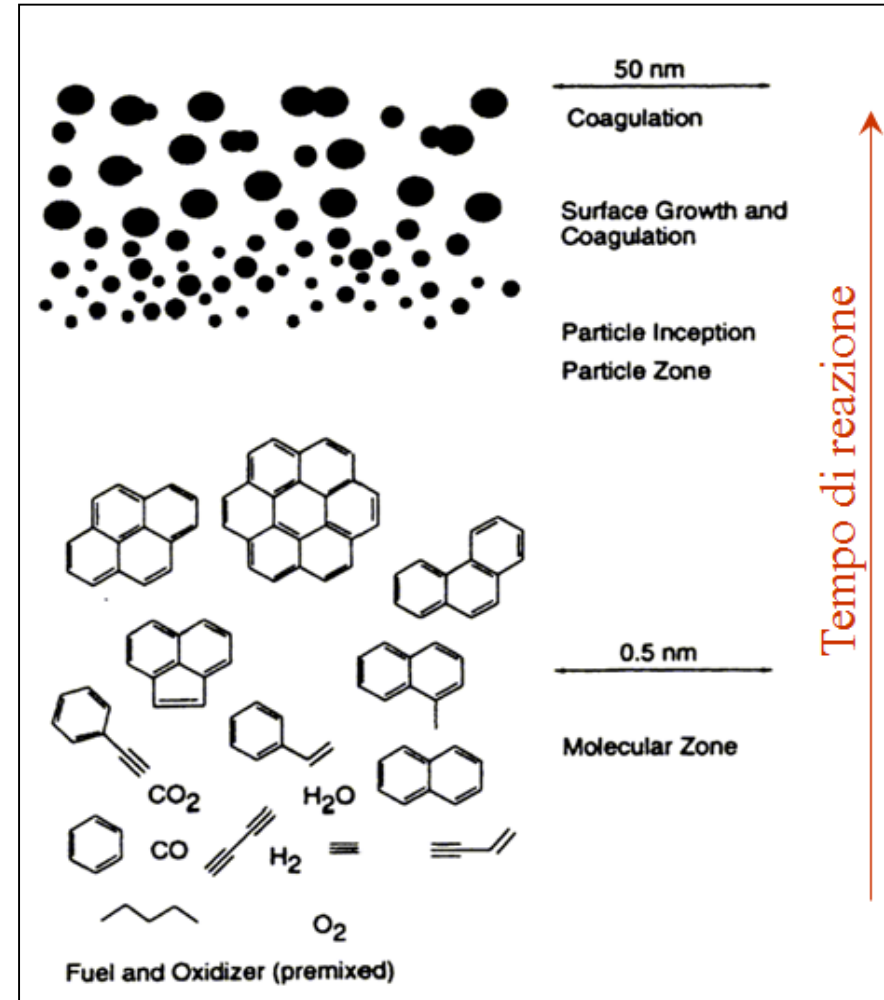 50 nm
Coagulation
Surface Growth and
Coagulation
Particle Inception
Particle Zone
Tempo di reazione
0.5 nm
Molecular Zone
CO2
H2O
CO
H2
O2
Fuel and Oxidizer (premixed)